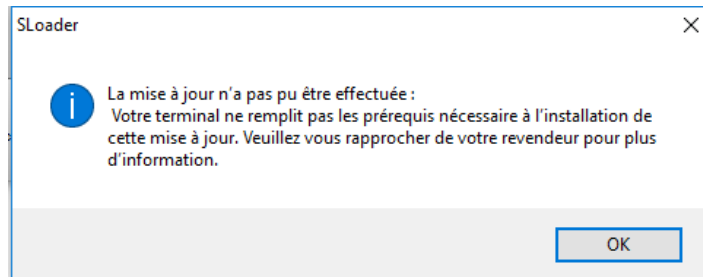 SLoader
La mise à jour n'a pas pu être effectuée :
Votre terminal ne remplit pas les prérequis nécessaire à l'installation de
cette mise à jour. Veuillez vous rapprocher de votre revendeur pour plus
d'information.
OK